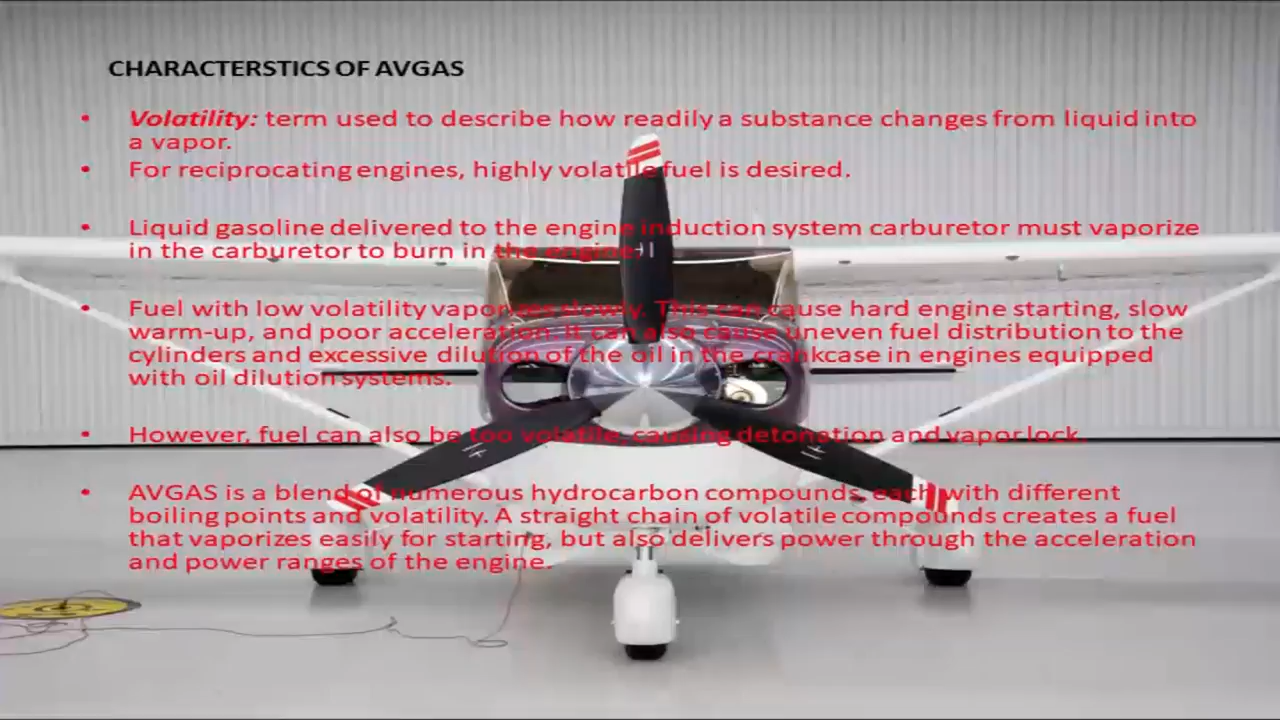 CHARACTERSTICS OF AVGAS
• Volatility: term used to describe how readily a substance changes from liquid into
a vapor.
• For reciprocating engines, highly volatile fuel is desired.
• Liquid gasoline delivered to the engine induction system carburetor must vaporize
in the carburetor to burn in the engine.
• Fuel with low volatility vaporizes slowly. This can cause hard engine starting, slow
warm-up, and poor acceleration. It can also cause uneven fuel distribution to the
cylinders and excessive dilution of the oil in the crankcase in engines equipped
with oil dilution systems.
• However, fuel can also be too volatile, causing detonation and vapor lock.
• AVGAS is a blend of numerous hydrocarbon compounds, each with different
boiling points and volatility. A straight chain of volatile compounds creates a fuel
that vaporizes easily for starting, but also delivers power through the acceleration
and power ranges of the engine.